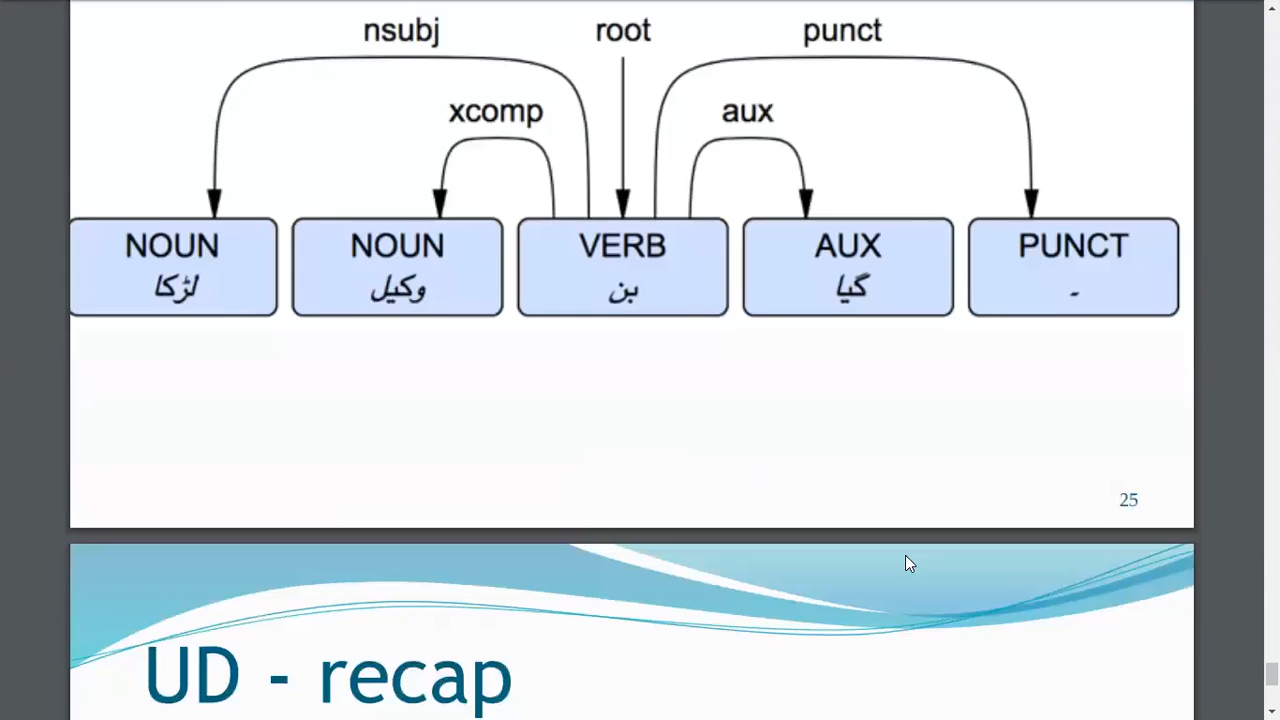 nsubj root punct
xcomp aux
NOUN NOUN VERB AUX PUNCT
لڑکا وکیل بن گیا ۔
25
UD - recap